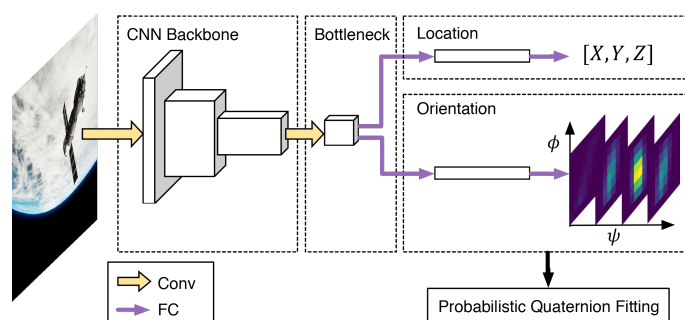 CNN Backbone
Bottleneck
Location
[X, Y, Z]
Orientation
ϕ
ψ
Conv
FC
Probabilistic Quaternion Fitting